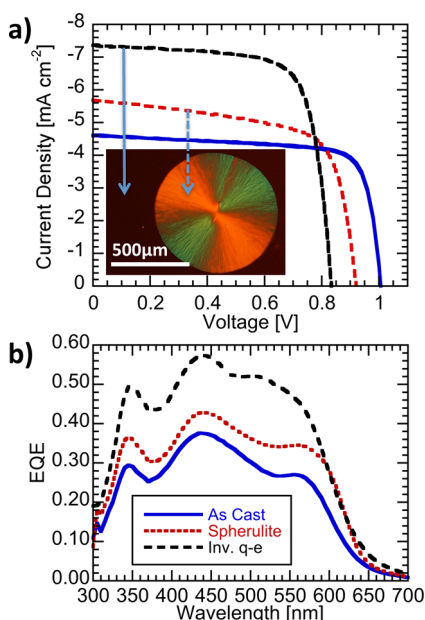 a)
Current Density [mA cm⁻²]
-8
-7
-6
-5
-4
-3
-2
-1
0
500µm
0 0.2 0.4 0.6 0.8 1
Voltage [V]
b)
EQE
0.60
0.50
0.40
0.30
0.20
0.10
0.00
As Cast
Spherulite
Inv. q-e
300 350 400 450 500 550 600 650 700
Wavelength [nm]